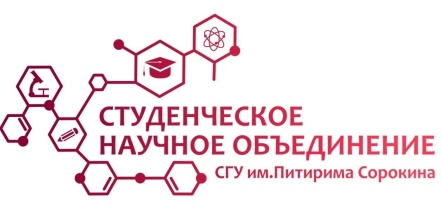 СТУДЕНЧЕСКОЕ
НАУЧНОЕ ОБЪЕДИНЕНИЕ
СГУ им.Питирима Сорокина